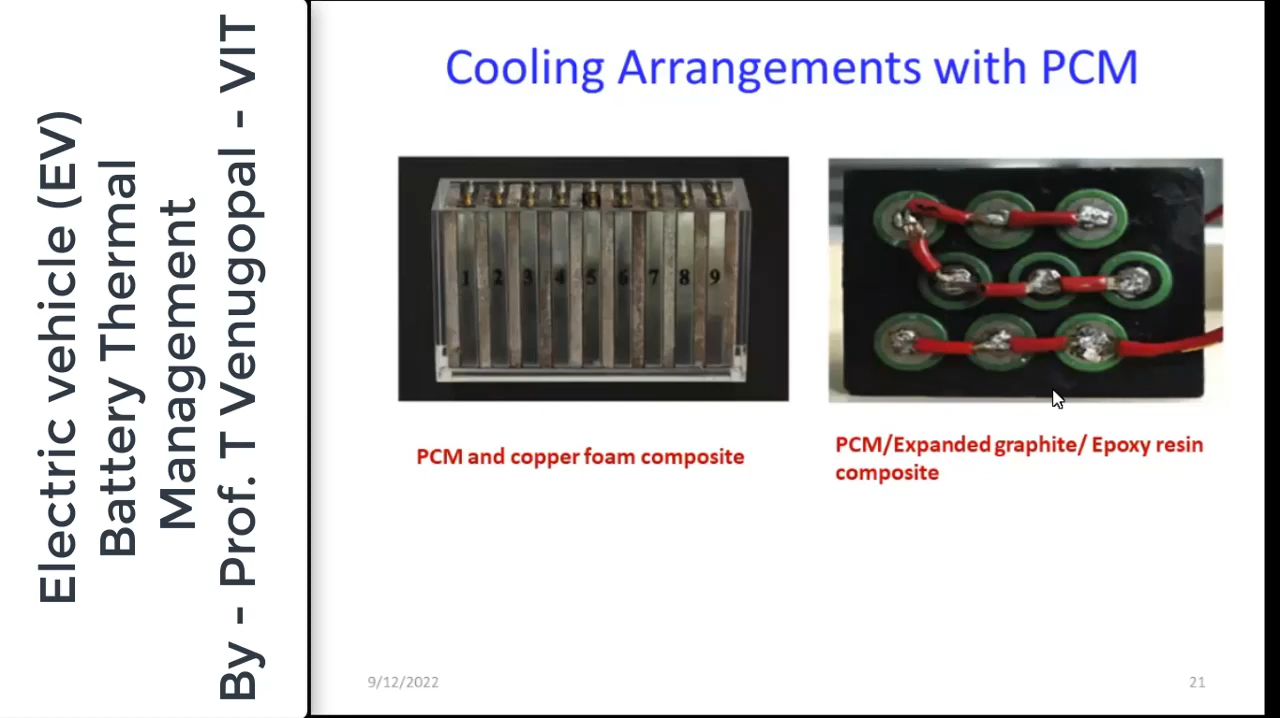 Electric vehicle (EV)
Battery Thermal
Management
By - Prof. T Venugopal - VIT
Cooling Arrangements with PCM
1 2 3 4 5 6 7 8 9
PCM and copper foam composite
PCM/Expanded graphite/ Epoxy resin
composite
9/12/2022
21